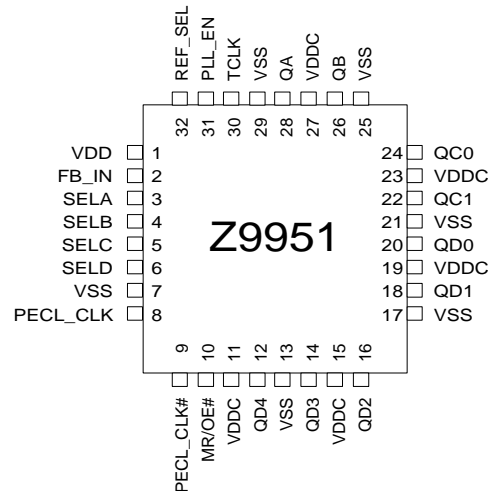 REF_SEL
PLL_EN
TCLK
VSS
QA
VDDC
QB
VSS
32
31
30
29
28
27
26
25
VDD 1
FB_IN 2
SELA 3
SELB 4
SELC 5
SELD 6
VSS 7
PECL_CLK 8
Z9951
24 QC0
23 VDDC
22 QC1
21 VSS
20 QD0
19 VDDC
18 QD1
17 VSS
9
10
11
12
13
14
15
16
PECL_CLK#
MR/OE#
VDDC
QD4
VSS
QD3
VDDC
QD2